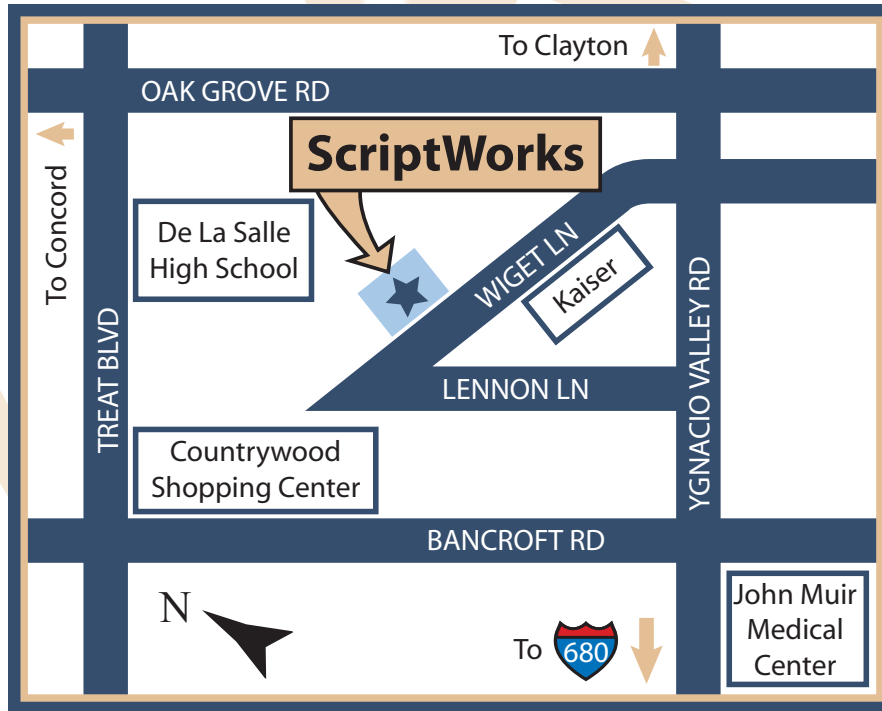 To Clayton
OAK GROVE RD
ScriptWorks
To Concord
De La Salle
High School
WIGET LN
Kaiser
TREAT BLVD
YGNACIO VALLEY RD
LENNON LN
Countrywood
Shopping Center
BANCROFT RD
N
To 680
John Muir
Medical
Center